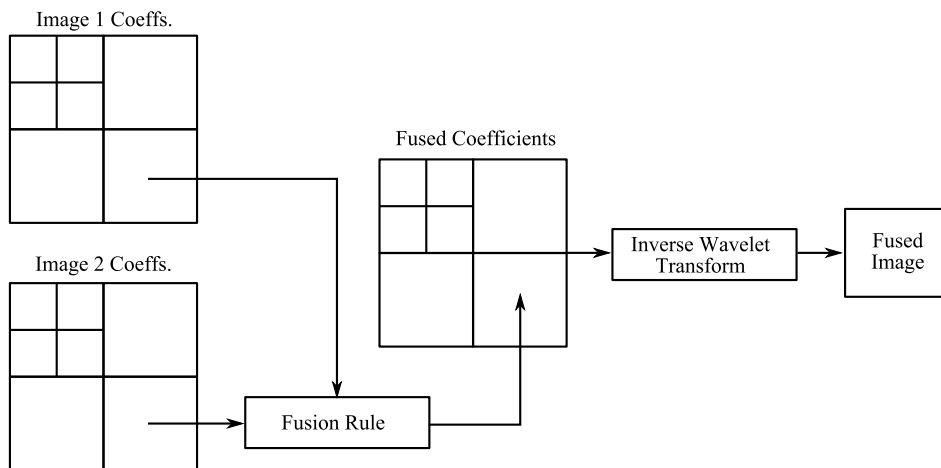 Image 1 Coeffs.
Fused Coefficients
Inverse Wavelet
Transform
Fused
Image
Image 2 Coeffs.
Fusion Rule